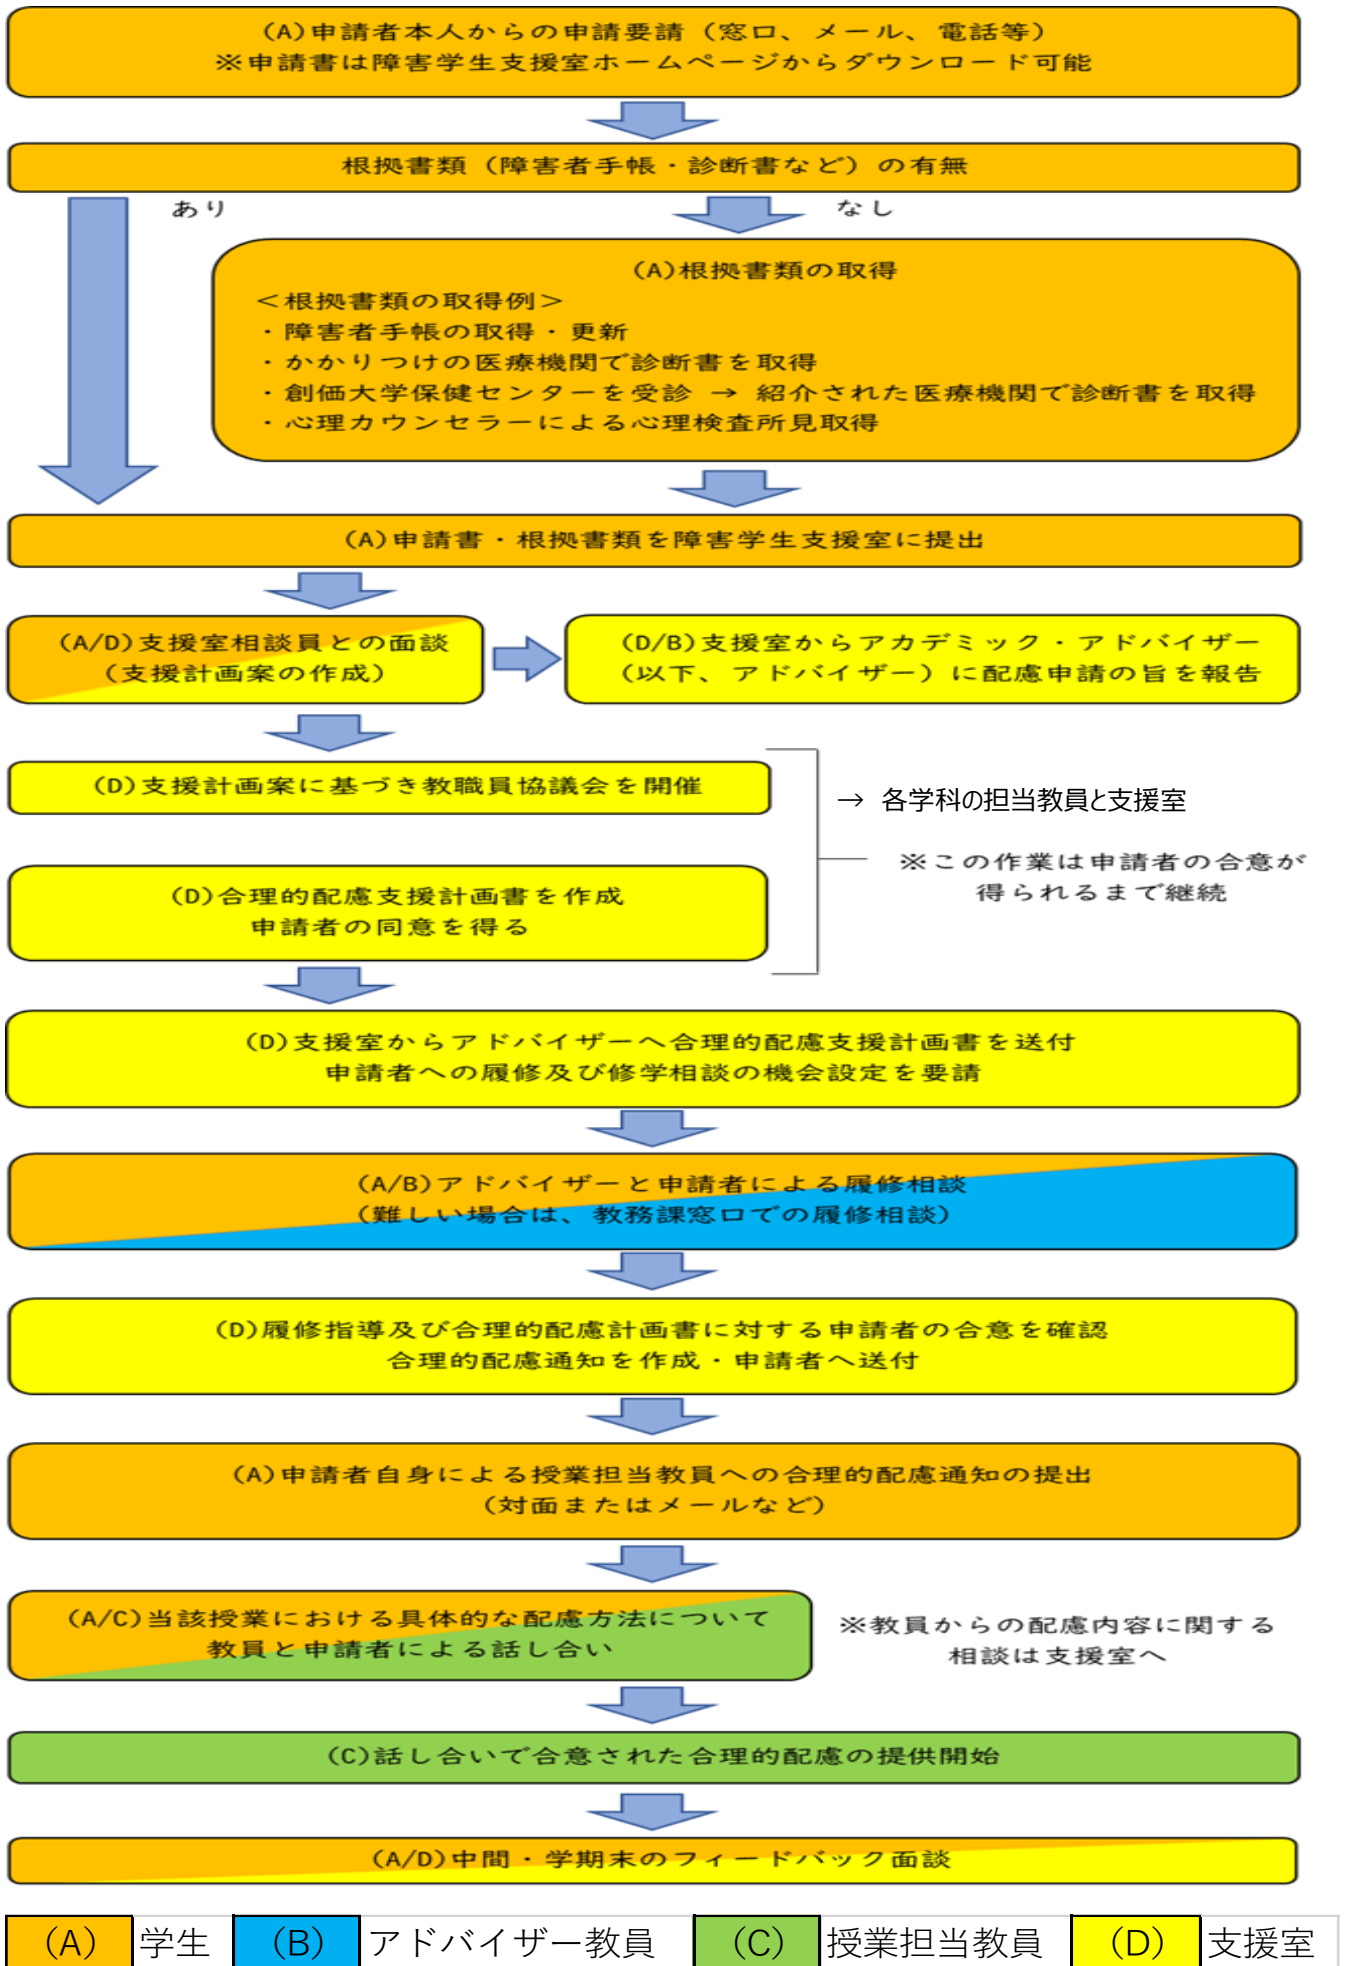 (A)申請者本人からの申請要請（窓口、メール、電話等）
※申請書は障害学生支援室ホームページからダウンロード可能
根拠書類（障害者手帳・診断書など）の有無
あり
なし
(A)根拠書類の取得
＜根拠書類の取得例＞
・障害者手帳の取得・更新
・かかりつけの医療機関で診断書を取得
・創価大学保健センターを受診 → 紹介された医療機関で診断書を取得
・心理カウンセラーによる心理検査所見取得
(A)申請書・根拠書類を障害学生支援室に提出
(A/D)支援室相談員との面談
(支援計画案の作成)
(D/B)支援室からアカデミック・アドバイザー
(以下、アドバイザー）に配慮申請の旨を報告
(D)支援計画案に基づき教職員協議会を開催
→ 各学科の担当教員と支援室
※この作業は申請者の合意が
得られるまで継続
(D)合理的配慮支援計画書を作成
申請者の同意を得る
(D)支援室からアドバイザーへ合理的配慮支援計画書を送付
申請者への履修及び修学相談の機会設定を要請
(A/B)アドバイザーと申請者による履修相談
(難しい場合は、教務課窓口での履修相談)
(D)履修指導及び合理的配慮計画書に対する申請者の合意を確認
合理的配慮通知を作成・申請者へ送付
(A)申請者自身による授業担当教員への合理的配慮通知の提出
(対面またはメールなど)
(A/C)当該授業における具体的な配慮方法について
教員と申請者による話し合い
※教員からの配慮内容に関する
相談は支援室へ
(C)話し合いで合意された合理的配慮の提供開始
(A/D)中間・学期末のフィードバック面談
(A) 学生 (B) アドバイザー教員 (C) 授業担当教員 (D) 支援室